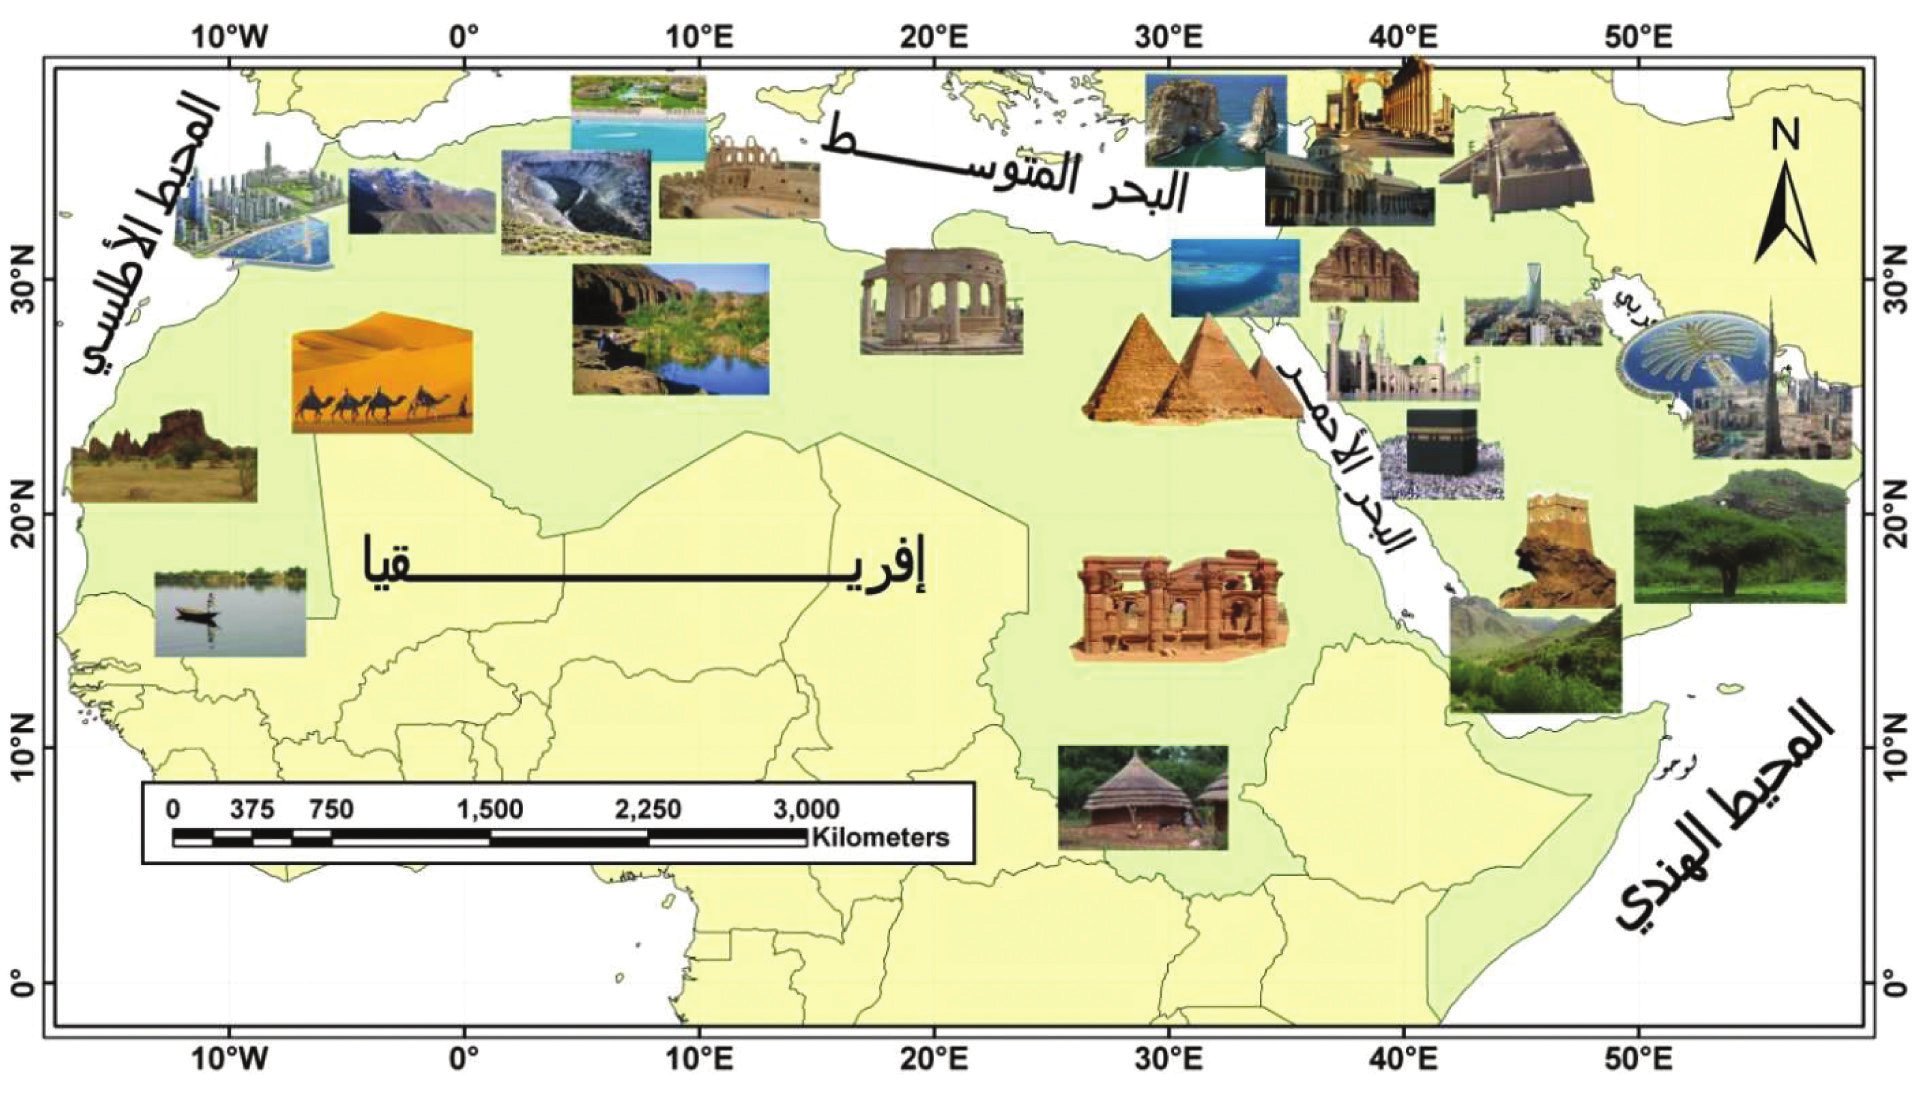 10°W 0° 10°E 20°E 30°E 40°E 50°E
المحيط الأطلسي
البحر المتوسط
N
30°N 30°N
ربي
البحر الأحمر
20°N 20°N
إفريقيا
10°N 10°N
المحيط الهندي
0 375 750 1,500 2,250 3,000
Kilometers
0° 0°
10°W 0° 10°E 20°E 30°E 40°E 50°E